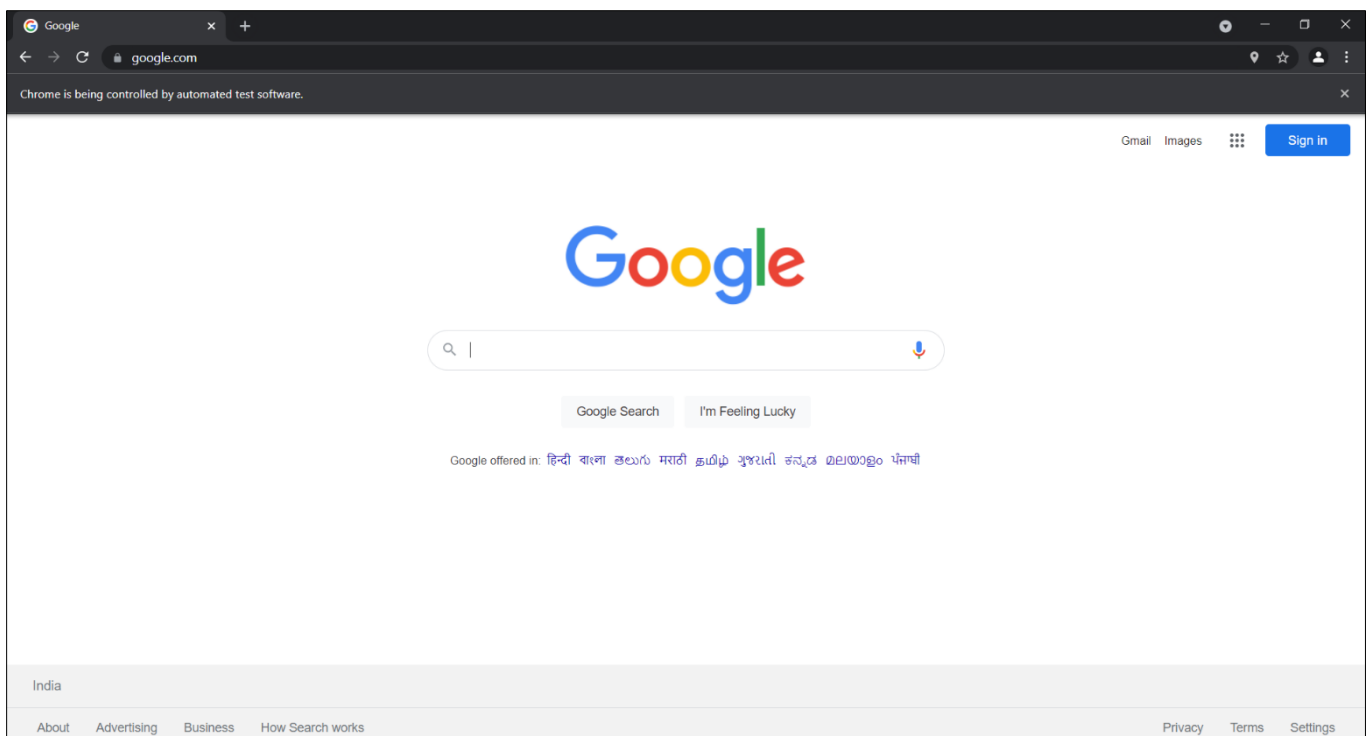 Google
google.com
Chrome is being controlled by automated test software.
Gmail Images Sign in
Google
Google Search I'm Feeling Lucky
Google offered in: हिन्दी বাংলা తెలుగు मराठी தமிழ் ગુજરાતી ಕನ್ನಡ മലയാളം ਪੰਜਾਬੀ
India
About Advertising Business How Search works Privacy Terms Settings